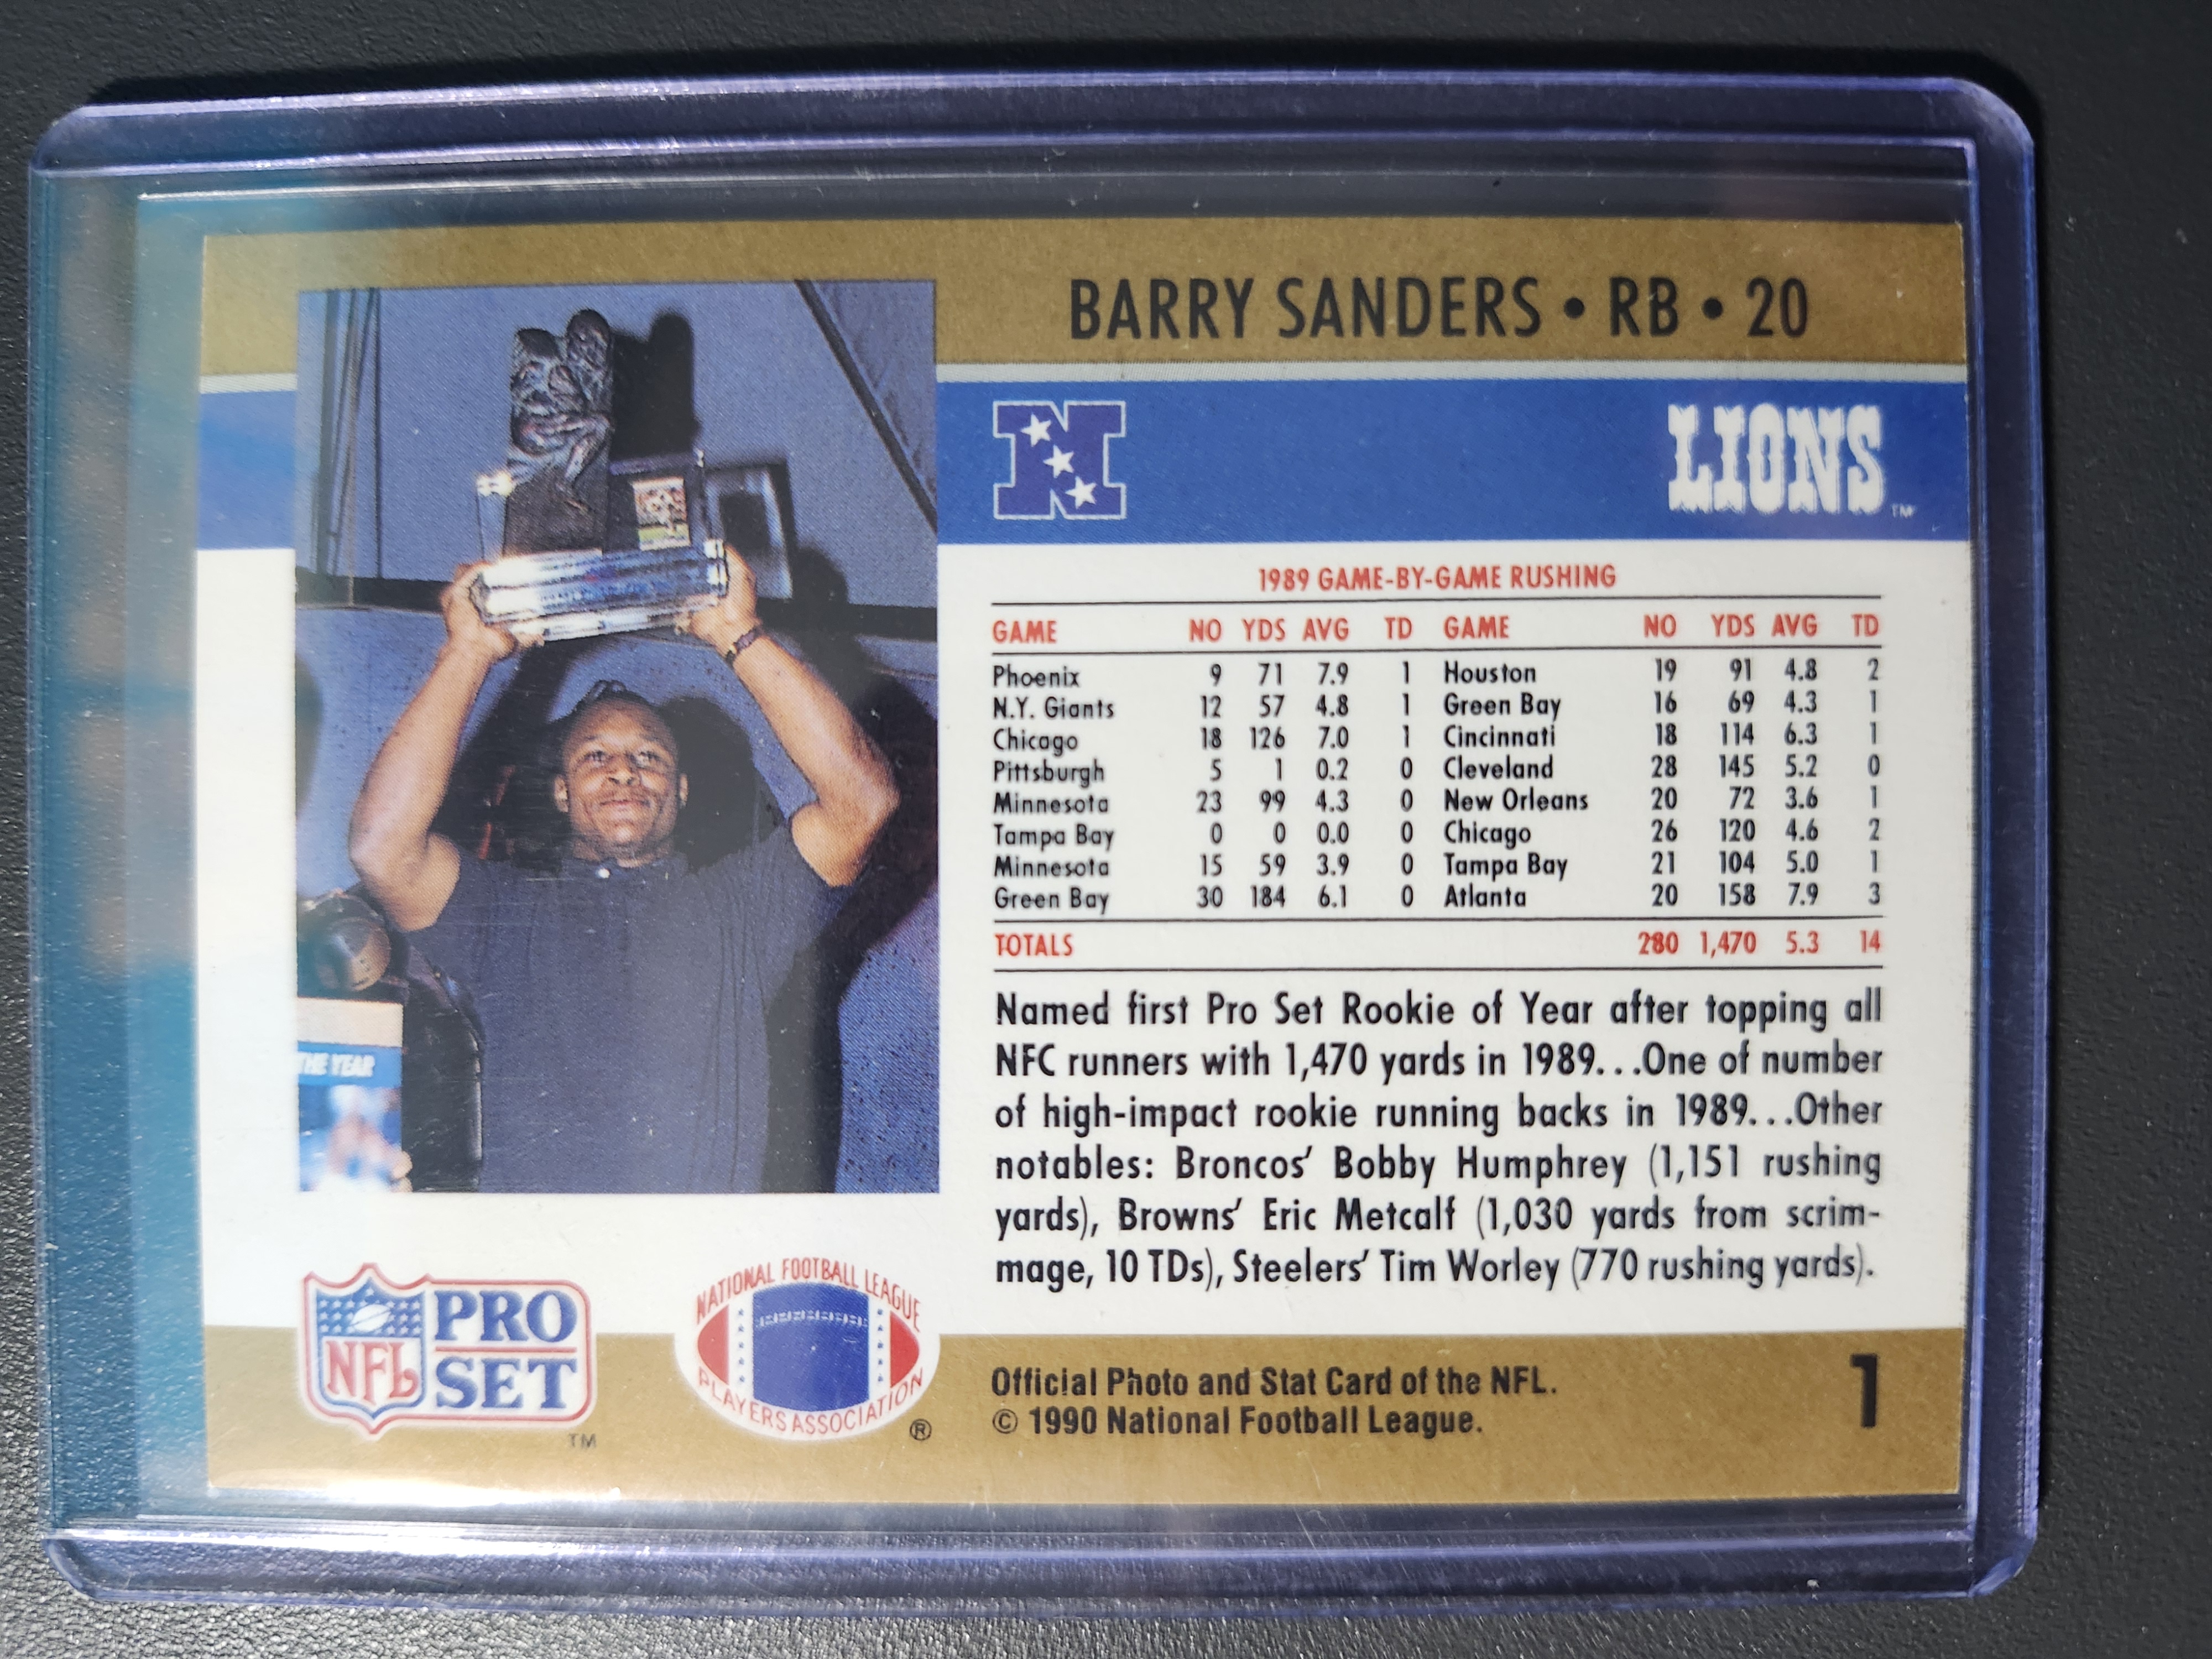 BARRY SANDERS • RB • 20
N
LIONS™
HE YEAR
1989 GAME-BY-GAME RUSHING
GAME NO YDS AVG TD GAME NO YDS AVG TD
Phoenix 9 71 7.9 1 Houston 19 91 4.8 2
N.Y. Giants 12 57 4.8 1 Green Bay 16 69 4.3 1
Chicago 18 126 7.0 1 Cincinnati 18 114 6.3 1
Pittsburgh 5 1 0.2 0 Cleveland 28 145 5.2 0
Minnesota 23 99 4.3 0 New Orleans 20 72 3.6 1
Tampa Bay 0 0 0.0 0 Chicago 26 120 4.6 2
Minnesota 15 59 3.9 0 Tampa Bay 21 104 5.0 1
Green Bay 30 184 6.1 0 Atlanta 20 158 7.9 3
TOTALS 280 1,470 5.3 14
Named first Pro Set Rookie of Year after topping all
NFC runners with 1,470 yards in 1989. . .One of number
of high-impact rookie running backs in 1989. . .Other
notables: Broncos' Bobby Humphrey (1,151 rushing
yards), Browns' Eric Metcalf (1,030 yards from scrim-
mage, 10 TDs), Steelers' Tim Worley (770 rushing yards).
PRO
NFL SET ™
NATIONAL FOOTBALL LEAGUE
PLAYERS ASSOCIATION ®
Official Photo and Stat Card of the NFL.
© 1990 National Football League.
1